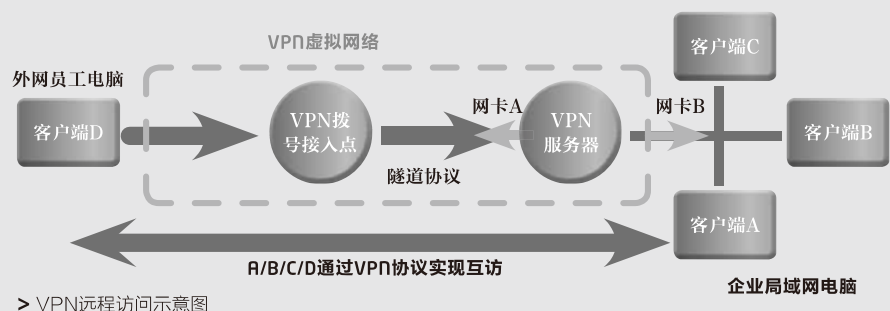 VPN虚拟网络
外网员工电脑
客户端D
VPN拨
号接入点
隧道协议
网卡A
VPN
服务器
网卡B
客户端C
客户端B
客户端A
A/B/C/D通过VPN协议实现互访
企业局域网电脑
> VPN远程访问示意图